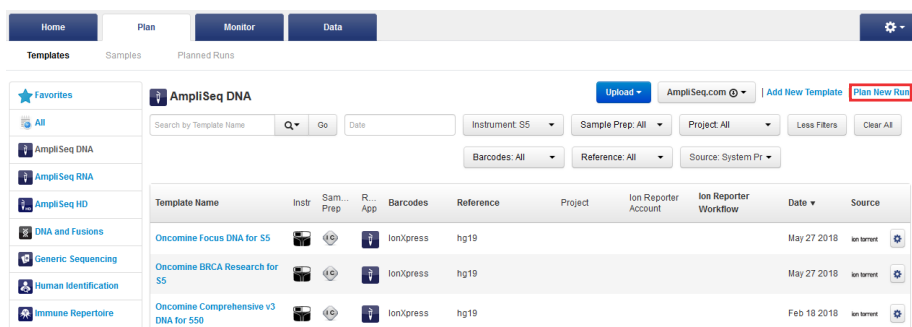 Home Plan Monitor Data
Templates Samples Planned Runs
Favorites
All
AmpliSeq DNA
AmpliSeq RNA
AmpliSeq HD
DNA and Fusions
Generic Sequencing
Human Identification
Immune Repertoire
AmpliSeq DNA
Upload AmpliSeq.com | Add New Template Plan New Run
Search by Template Name Go Date Instrument: S5 Sample Prep: All Project: All Less Filters Clear All
Barcodes: All Reference: All Source: System Pr
Template Name Instr Sam... Prep R... App Barcodes Reference Project Ion Reporter Account Ion Reporter Workflow Date Source
Oncomine Focus DNA for S5 IC IonXpress hg19 May 27 2018 ion torrent
Oncomine BRCA Research for
S5 IC IonXpress hg19 May 27 2018 ion torrent
Oncomine Comprehensive v3
DNA for 550 IC IonXpress hg19 Feb 18 2018 ion torrent